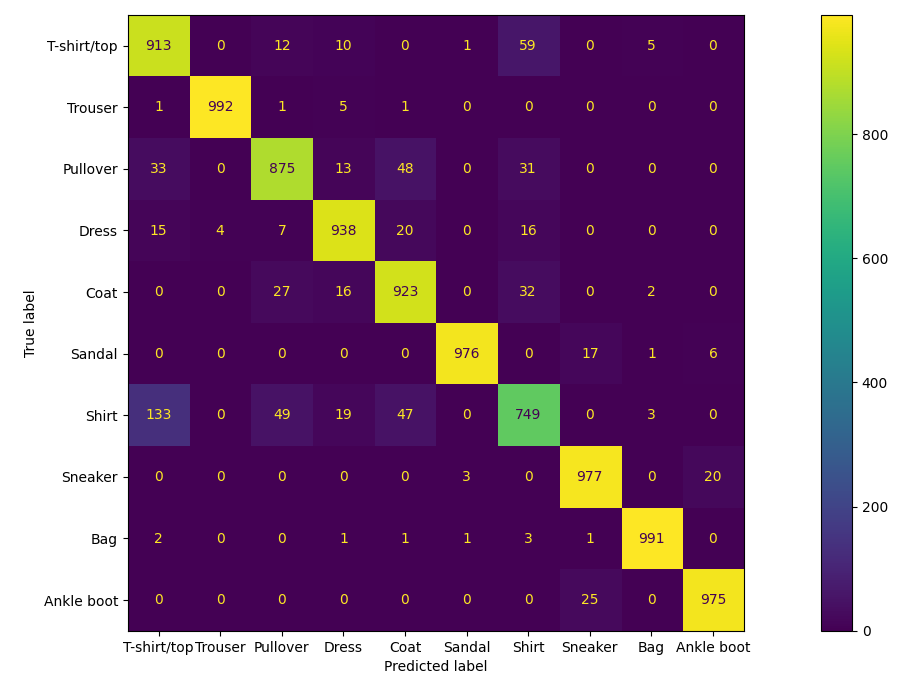 T-shirt/top 913 0 12 10 0 1 59 0 5 0
Trouser 1 992 1 5 1 0 0 0 0 0
800
Pullover 33 0 875 13 48 0 31 0 0 0
Dress 15 4 7 938 20 0 16 0 0 0
600
Coat 0 0 27 16 923 0 32 0 2 0
True label
Sandal 0 0 0 0 0 976 0 17 1 6
400
Shirt 133 0 49 19 47 0 749 0 3 0
Sneaker 0 0 0 0 0 3 0 977 0 20
200
Bag 2 0 0 1 1 1 3 1 991 0
Ankle boot 0 0 0 0 0 0 0 25 0 975
0
T-shirt/top Trouser Pullover Dress Coat Sandal Shirt Sneaker Bag Ankle boot
Predicted label